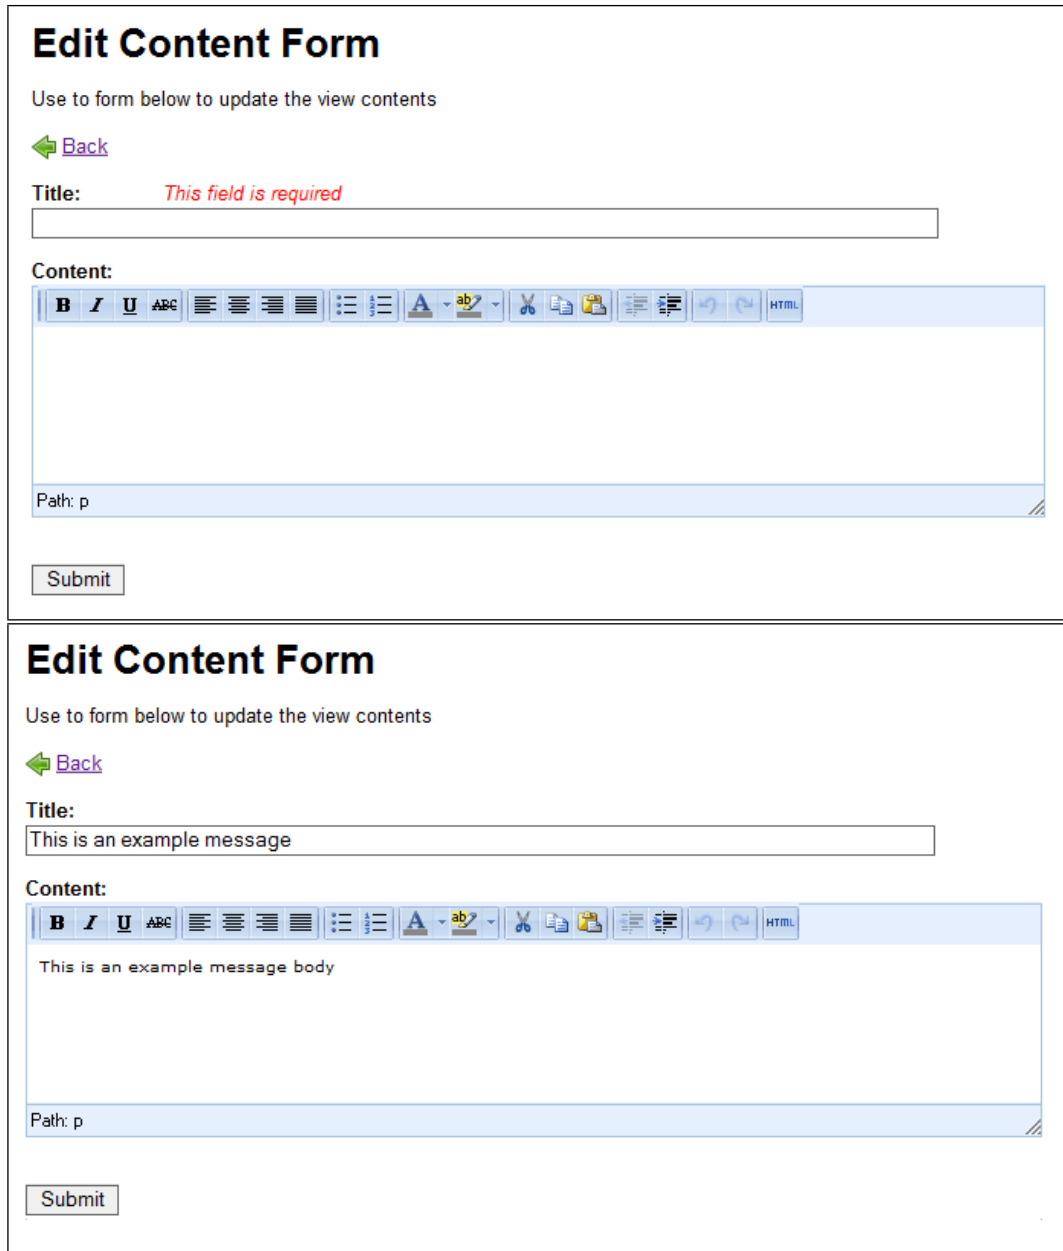 Edit Content Form
Use to form below to update the view contents
Back
Title: This field is required
Content:
B I U ABC A ab HTML
Path: p
Submit
Edit Content Form
Use to form below to update the view contents
Back
Title:
This is an example message
Content:
B I U ABC A ab HTML
This is an example message body
Path: p
Submit